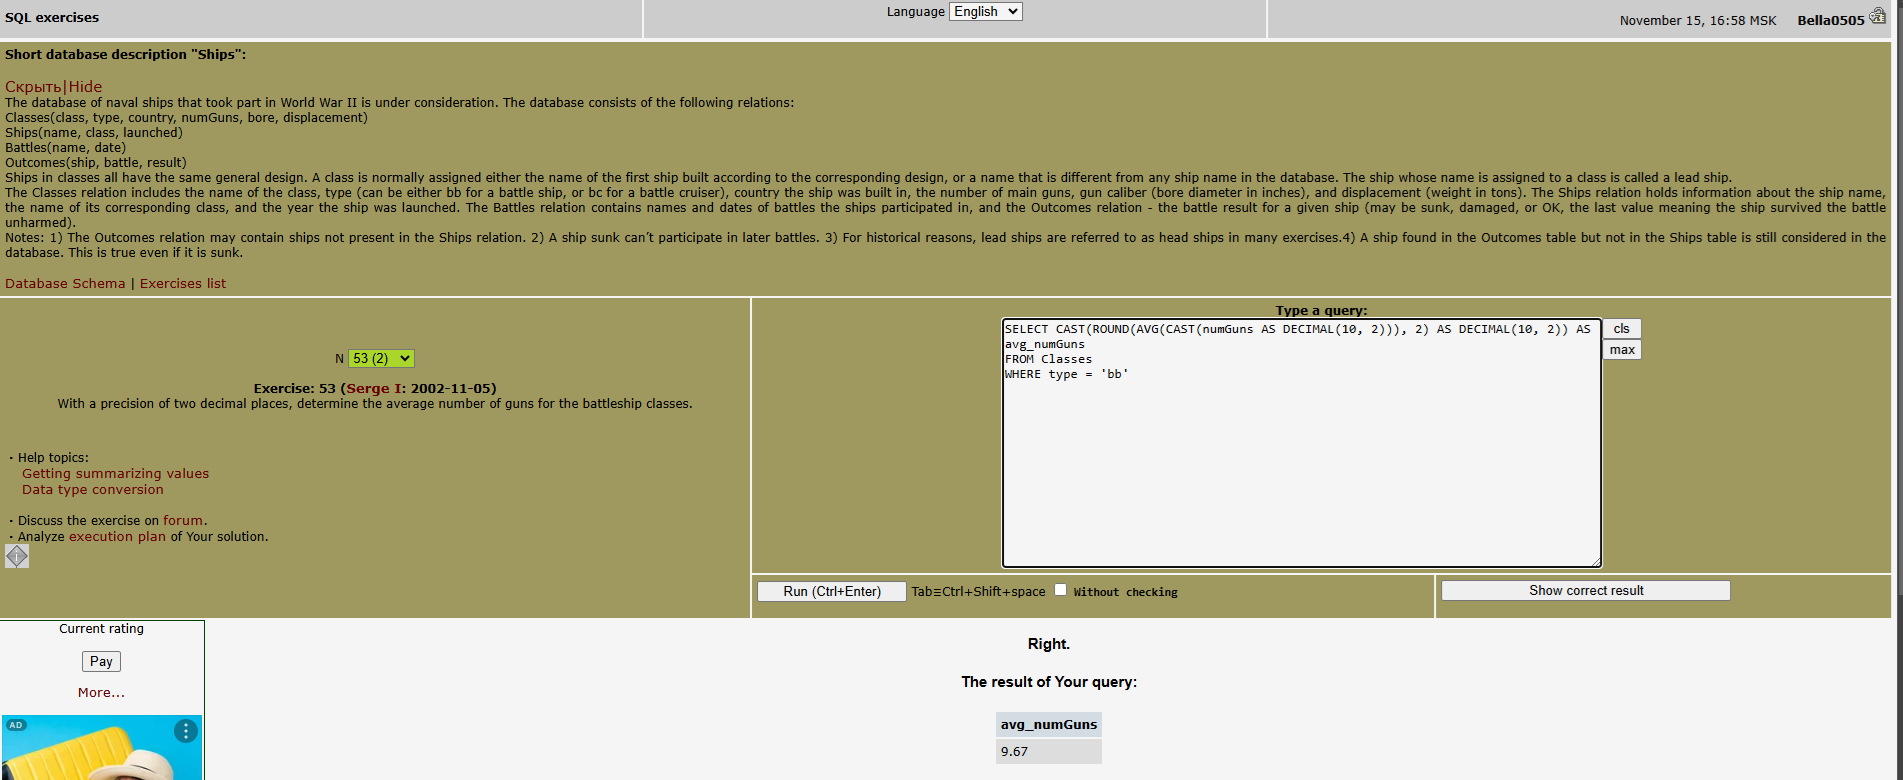 SQL exercises
Language English
November 15, 16:58 MSK Bella0505
Short database description "Ships":
Скрыть|Hide
The database of naval ships that took part in World War II is under consideration. The database consists of the following relations:
Classes(class, type, country, numGuns, bore, displacement)
Ships(name, class, launched)
Battles(name, date)
Outcomes(ship, battle, result)
Ships in classes all have the same general design. A class is normally assigned either the name of the first ship built according to the corresponding design, or a name that is different from any ship name in the database. The ship whose name is assigned to a class is called a lead ship.
The Classes relation includes the name of the class, type (can be either bb for a battle ship, or bc for a battle cruiser), country the ship was built in, the number of main guns, gun caliber (bore diameter in inches), and displacement (weight in tons). The Ships relation holds information about the ship name,
the name of its corresponding class, and the year the ship was launched. The Battles relation contains names and dates of battles the ships participated in, and the Outcomes relation - the battle result for a given ship (may be sunk, damaged, or OK, the last value meaning the ship survived the battle
unharmed).
Notes: 1) The Outcomes relation may contain ships not present in the Ships relation. 2) A ship sunk can’t participate in later battles. 3) For historical reasons, lead ships are referred to as head ships in many exercises.4) A ship found in the Outcomes table but not in the Ships table is still considered in the
database. This is true even if it is sunk.
Database Schema | Exercises list
N 53 (2)
Exercise: 53 (Serge I: 2002-11-05)
With a precision of two decimal places, determine the average number of guns for the battleship classes.
· Help topics:
Getting summarizing values
Data type conversion
· Discuss the exercise on forum.
· Analyze execution plan of Your solution.
Type a query:
SELECT CAST(ROUND(AVG(CAST(numGuns AS DECIMAL(10, 2))), 2) AS DECIMAL(10, 2)) AS
avg_numGuns
FROM Classes
WHERE type = 'bb'
cls
max
Run (Ctrl+Enter) Tab≡Ctrl+Shift+space Without checking
Show correct result
Current rating
Pay
More...
AD
Right.
The result of Your query:
avg_numGuns
9.67